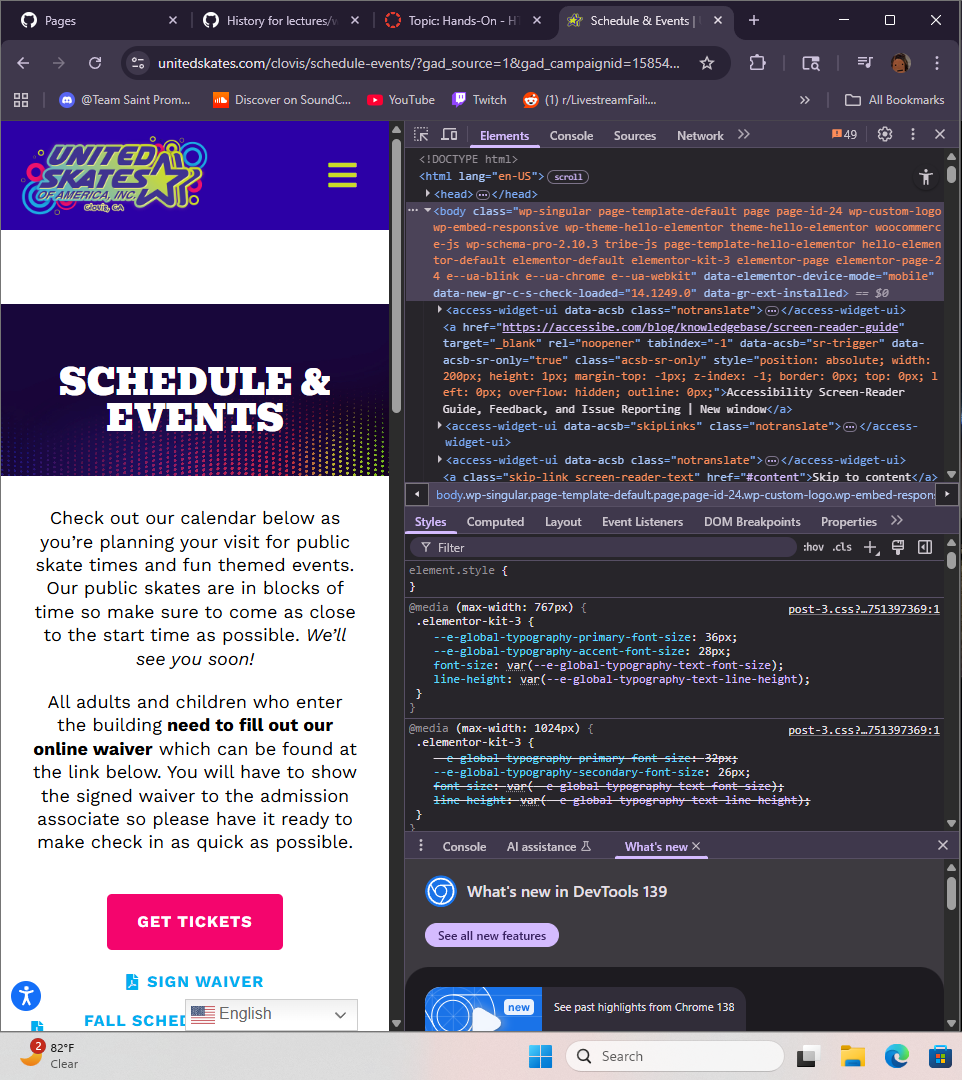 Pages
History for lectures/w
Topic: Hands-On - HT
Schedule & Events |
unitedskates.com/clovis/schedule-events/?gad_source=1&gad_campaignid=15854...
@Team Saint Prom...
Discover on SoundC...
YouTube
Twitch
(1) r/LivestreamFail:...
All Bookmarks
UNITED
SKATES
OF AMERICA, INC.
Clovis, CA
SCHEDULE &
EVENTS
Check out our calendar below as
you're planning your visit for public
skate times and fun themed events.
Our public skates are in blocks of
time so make sure to come as close
to the start time as possible. We'll
see you soon!
All adults and children who enter
the building need to fill out our
online waiver which can be found at
the link below. You will have to show
the signed waiver to the admission
associate so please have it ready to
make check in as quick as possible.
GET TICKETS
SIGN WAIVER
FALL SCHED
English
Elements Console Sources Network 49
<!DOCTYPE html>
<html lang="en-US"> scroll
<head> </head>
<body class="wp-singular page-template-default page page-id-24 wp-custom-logo
wp-embed-responsive wp-theme-hello-elementor theme-hello-elementor woocommerc
e-js wp-schema-pro-2.10.3 tribe-js page-template-hello-elementor hello-elemen
tor-default elementor-default elementor-kit-3 elementor-page elementor-page-2
4 e--ua-blink e--ua-chrome e--ua-webkit" data-elementor-device-mode="mobile"
data-new-gr-c-s-check-loaded="14.1249.0" data-gr-ext-installed> == $0
<access-widget-ui data-acsb class="notranslate"> </access-widget-ui>
<a href="https://accessibe.com/blog/knowledgebase/screen-reader-guide"
target="_blank" rel="noopener" tabindex="-1" data-acsb="sr-trigger" data-
acsb-sr-only="true" class="acsb-sr-only" style="position: absolute; width:
200px; height: 1px; margin-top: -1px; z-index: -1; border: 0px; top: 0px; l
eft: 0px; overflow: hidden; outline: 0px;">Accessibility Screen-Reader
Guide, Feedback, and Issue Reporting | New window</a>
<access-widget-ui data-acsb="skipLinks" class="notranslate"> </access-
widget-ui>
<access-widget-ui data-acsb class="notranslate"> </access-widget-ui>
<a class="skip-link screen-reader-text" href="#content">Skip to content</a>
body.wp-singular.page-template-default.page.page-id-24.wp-custom-logo.wp-embed-respons
Styles Computed Layout Event Listeners DOM Breakpoints Properties
Filter :hov .cls
element.style {
}
@media (max-width: 767px) { post-3.css?…751397369:1
.elementor-kit-3 {
--e-global-typography-primary-font-size: 36px;
--e-global-typography-accent-font-size: 28px;
font-size: var(--e-global-typography-text-font-size);
line-height: var(--e-global-typography-text-line-height);
}
}
@media (max-width: 1024px) { post-3.css?…751397369:1
.elementor-kit-3 {
--e-global-typography-primary-font-size: 32px;
--e-global-typography-secondary-font-size: 26px;
font-size: var(--e-global-typography-text-font-size);
line-height: var(--e-global-typography-text-line-height);
}
}
Console AI assistance What's new
What's new in DevTools 139
See all new features
new
See past highlights from Chrome 138
2
82°F
Clear
Search